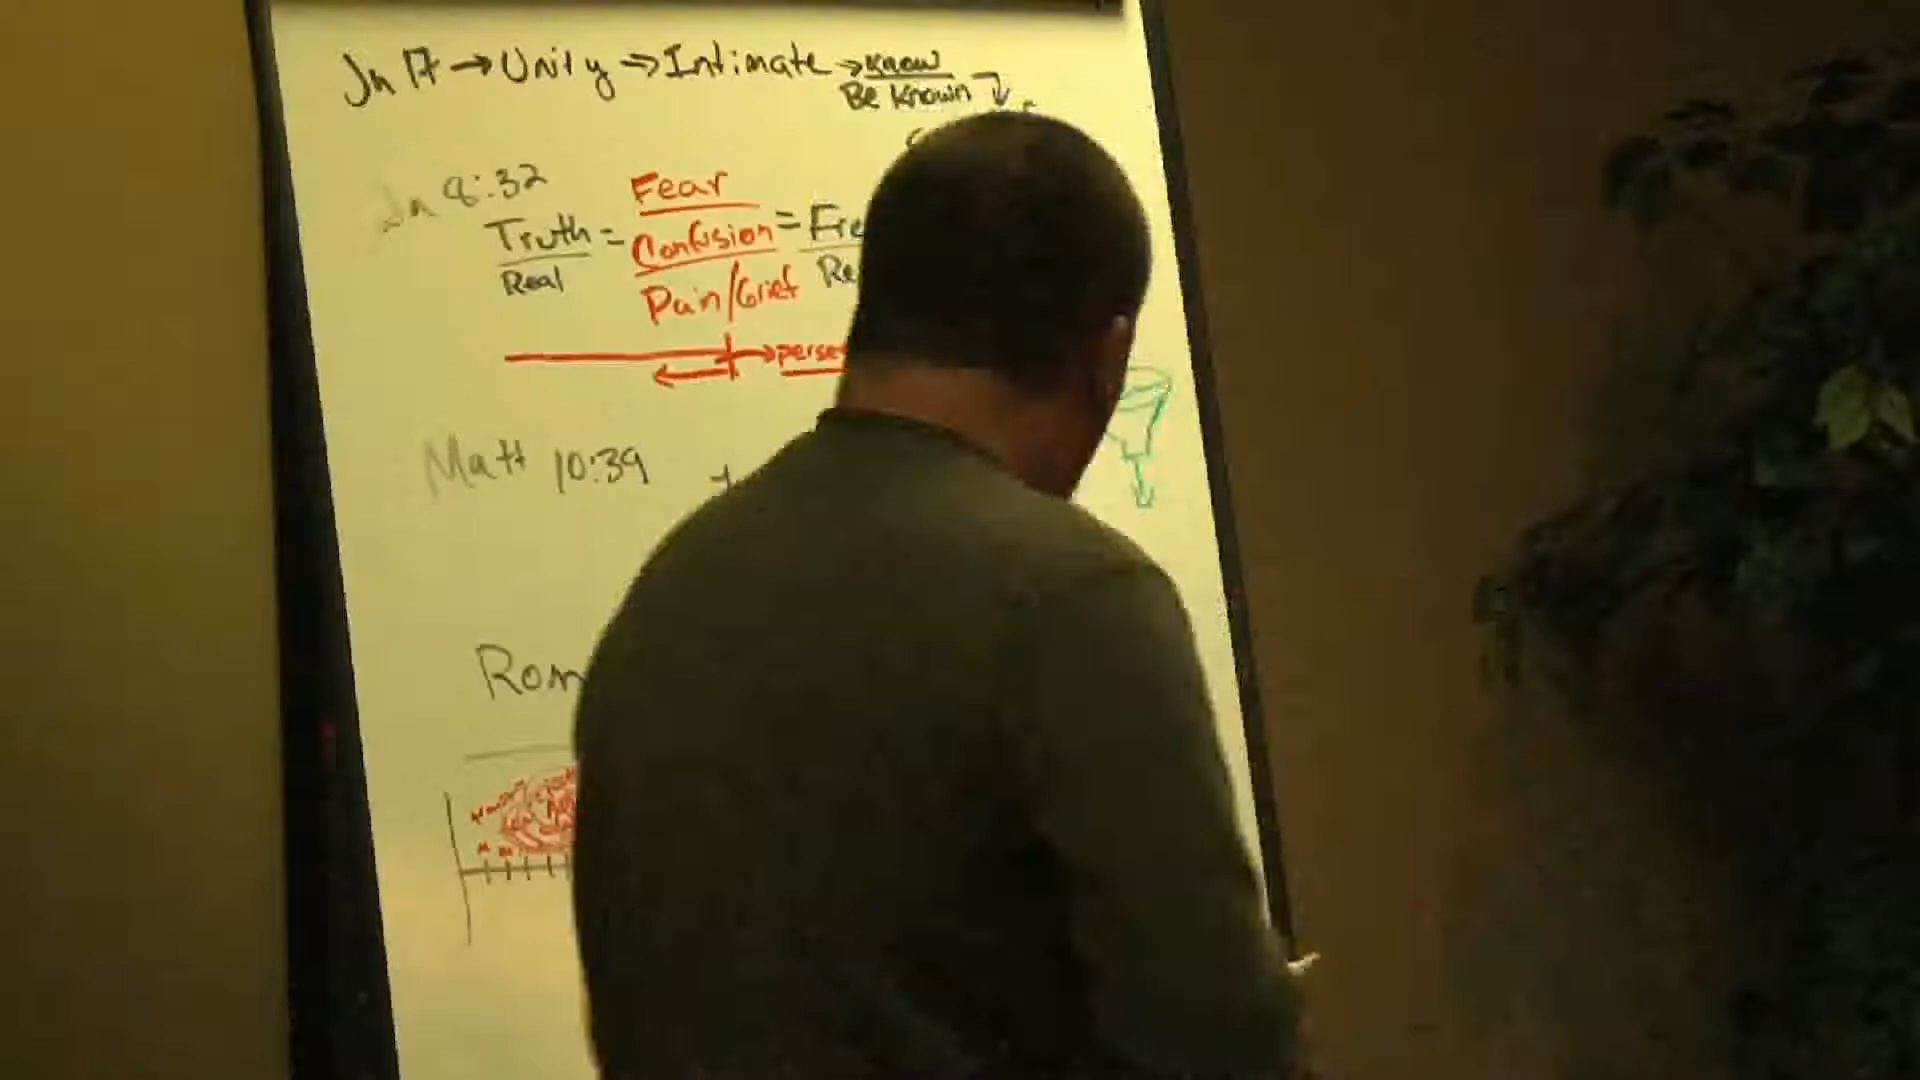 Jn 17 → Unity => Intimate → Know
Be Known
Jn 8:32
Fear
Truth = Confusion = Fre
Real
Pain/Grief Re
perse
Matt 10:39
Rom